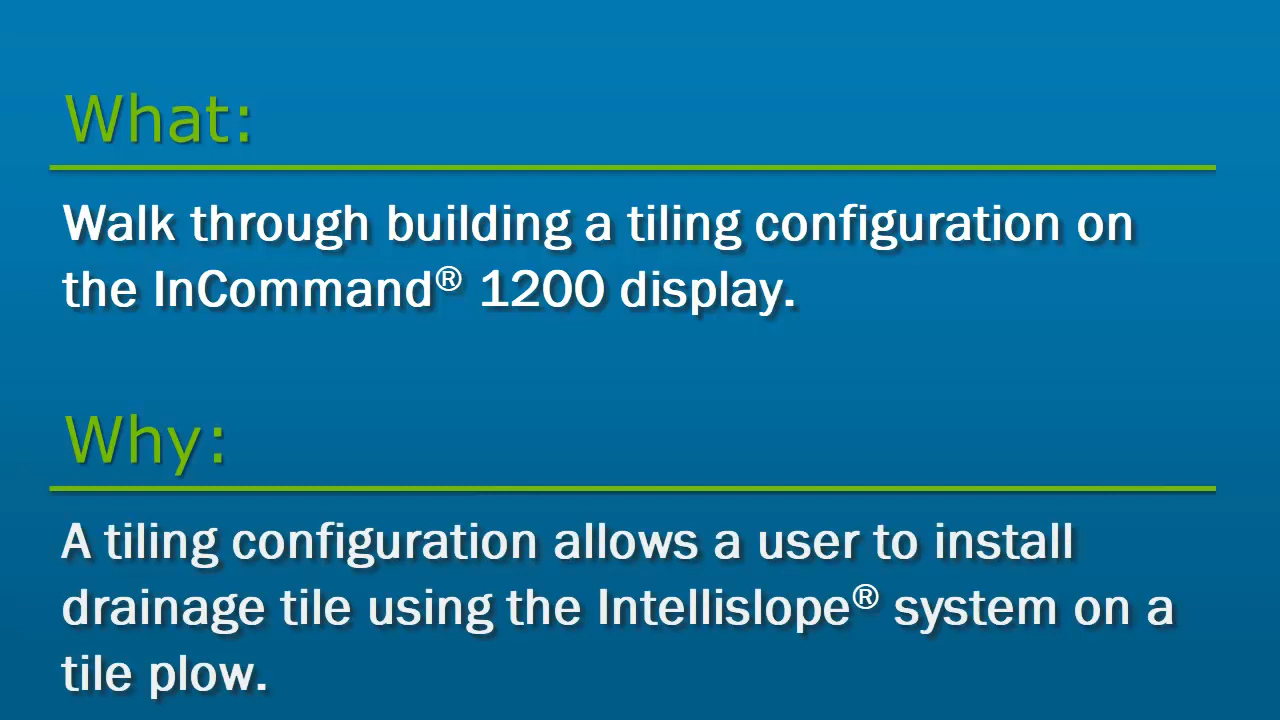 What:
Walk through building a tiling configuration on
the InCommand® 1200 display.
Why:
A tiling configuration allows a user to install
drainage tile using the Intellislope® system on a
tile plow.